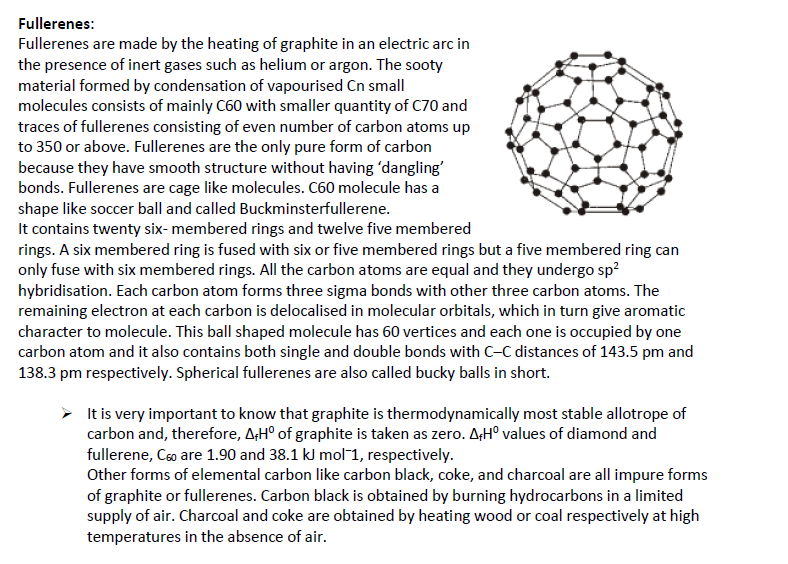 Fullerenes:
Fullerenes are made by the heating of graphite in an electric arc in
the presence of inert gases such as helium or argon. The sooty
material formed by condensation of vapourised Cn small
molecules consists of mainly C60 with smaller quantity of C70 and
traces of fullerenes consisting of even number of carbon atoms up
to 350 or above. Fullerenes are the only pure form of carbon
because they have smooth structure without having ‘dangling’
bonds. Fullerenes are cage like molecules. C60 molecule has a
shape like soccer ball and called Buckminsterfullerene.
It contains twenty six- membered rings and twelve five membered
rings. A six membered ring is fused with six or five membered rings but a five membered ring can
only fuse with six membered rings. All the carbon atoms are equal and they undergo sp²
hybridisation. Each carbon atom forms three sigma bonds with other three carbon atoms. The
remaining electron at each carbon is delocalised in molecular orbitals, which in turn give aromatic
character to molecule. This ball shaped molecule has 60 vertices and each one is occupied by one
carbon atom and it also contains both single and double bonds with C–C distances of 143.5 pm and
138.3 pm respectively. Spherical fullerenes are also called bucky balls in short.
➢ It is very important to know that graphite is thermodynamically most stable allotrope of
carbon and, therefore, ΔfH⁰ of graphite is taken as zero. ΔfH⁰ values of diamond and
fullerene, C₆₀ are 1.90 and 38.1 kJ mol⁻1, respectively.
Other forms of elemental carbon like carbon black, coke, and charcoal are all impure forms
of graphite or fullerenes. Carbon black is obtained by burning hydrocarbons in a limited
supply of air. Charcoal and coke are obtained by heating wood or coal respectively at high
temperatures in the absence of air.